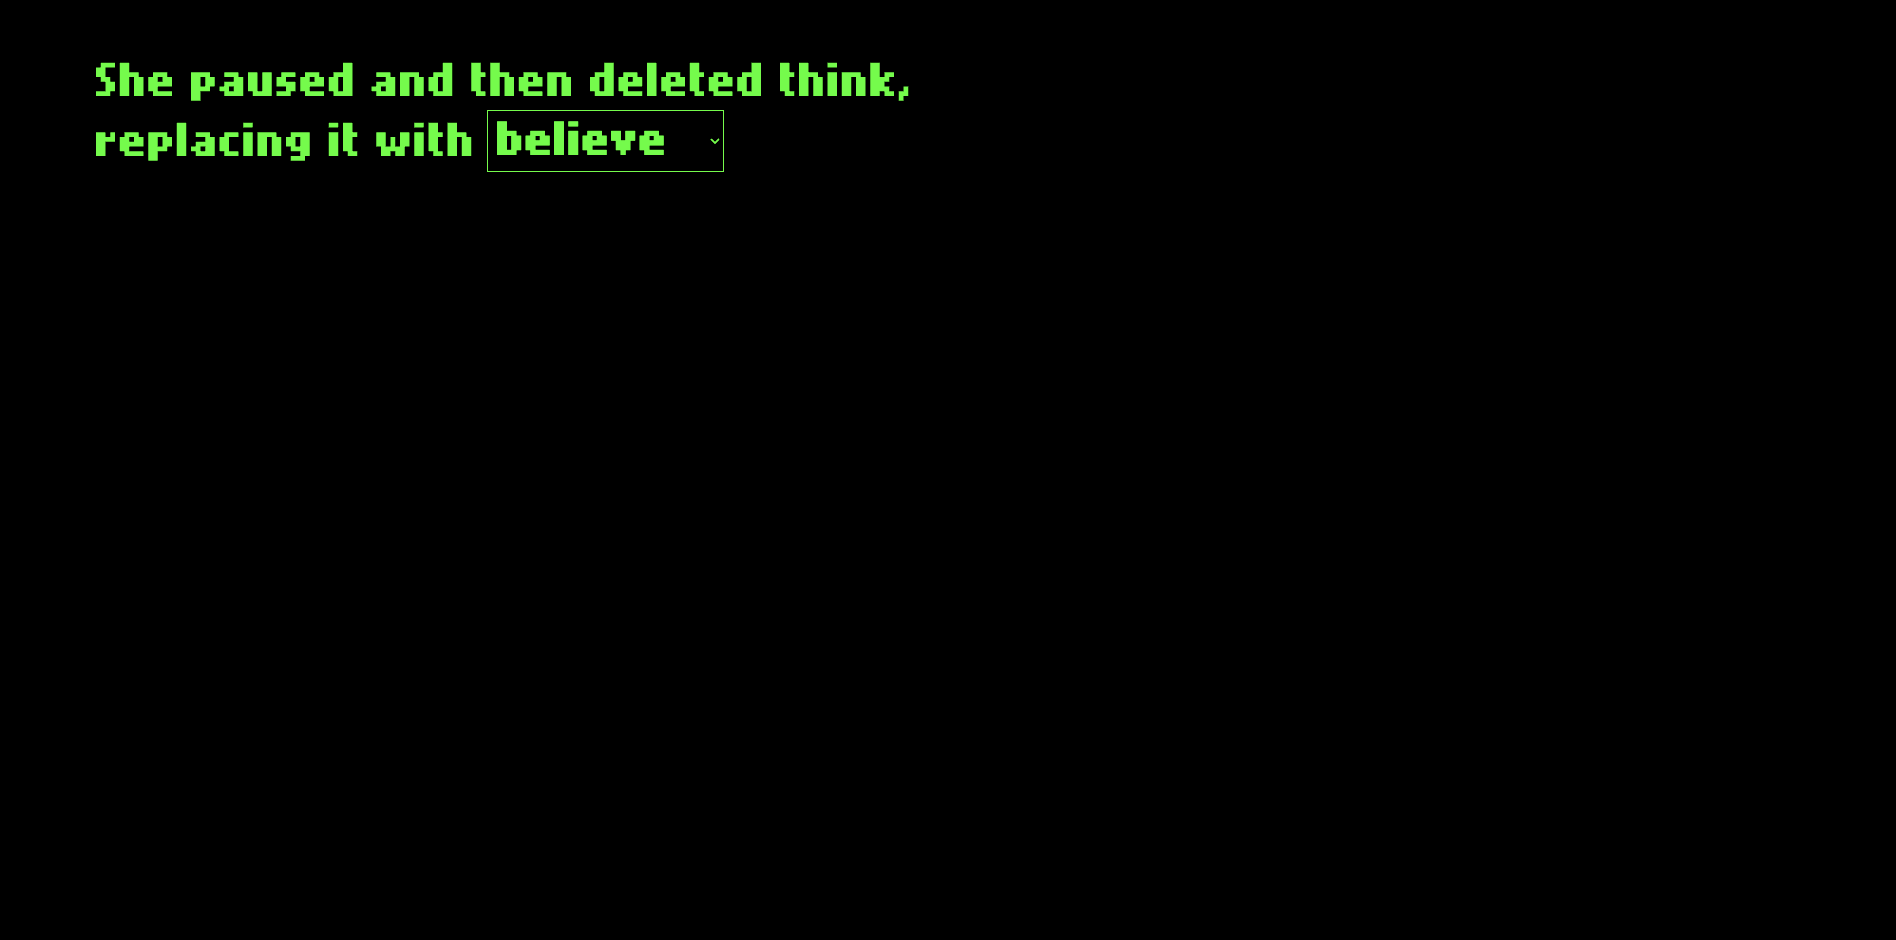 She paused and then deleted think,
replacing it with believe